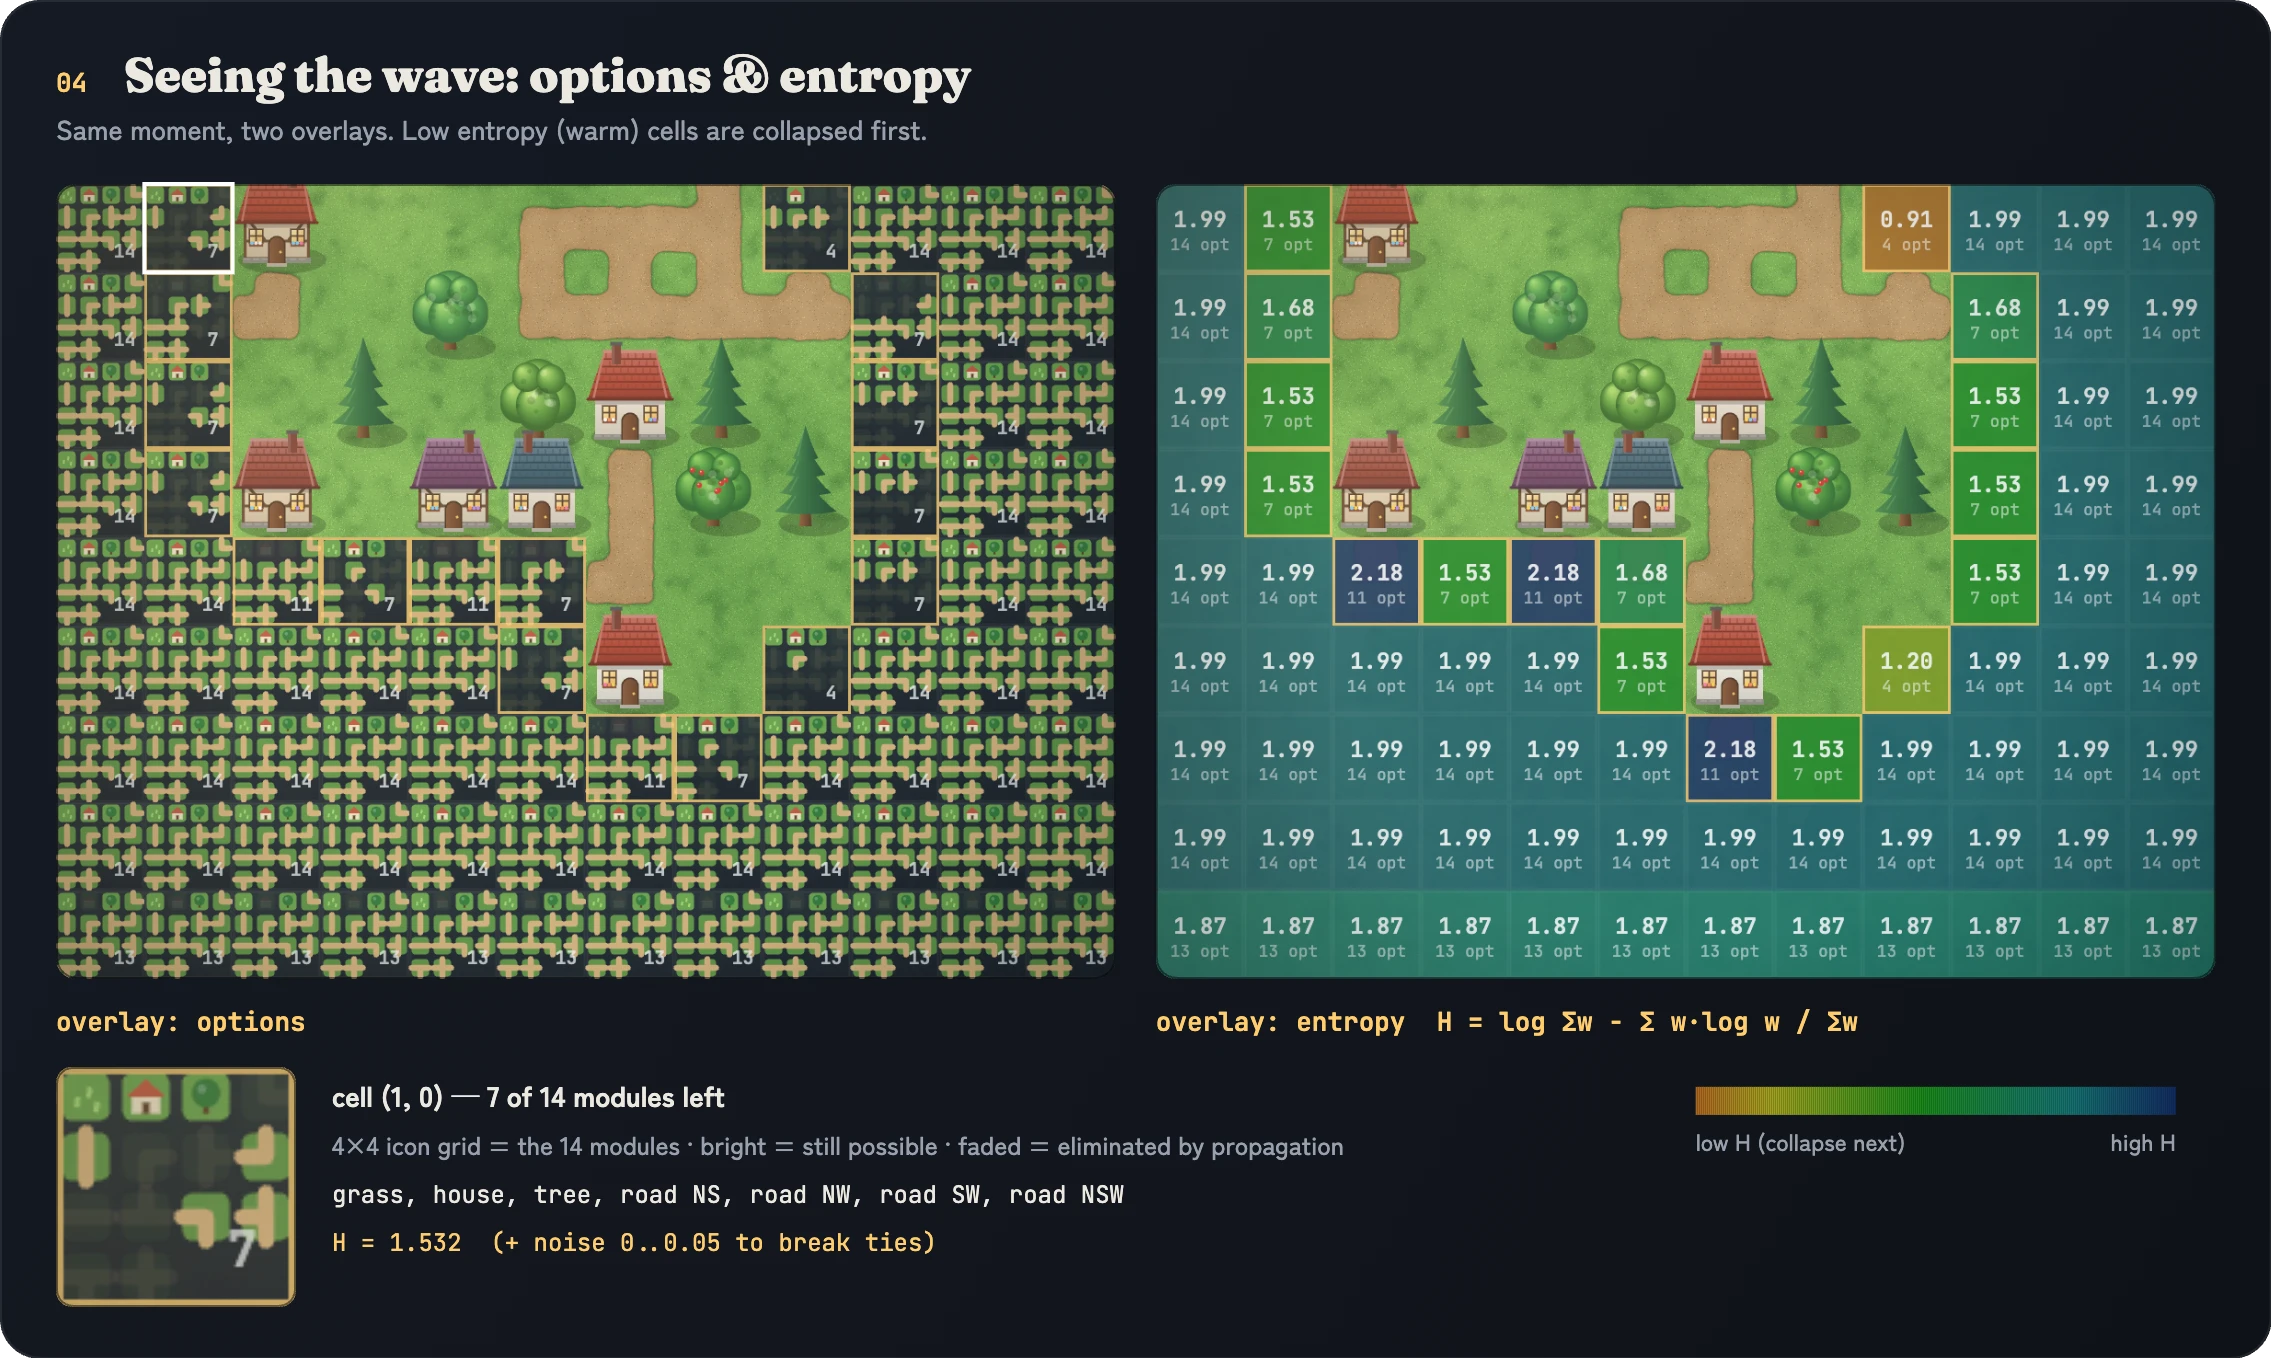 04 Seeing the wave: options & entropy
Same moment, two overlays. Low entropy (warm) cells are collapsed first.
14 7 4 14 14 14
14 7 7 14 14
14 7 7 14 14
14 7 7 14 14
14 14 11 7 11 7 7 14 14
14 14 14 14 14 7 4 14 14 14
14 14 14 14 14 14 11 7 14 14 14 14
14 14 14 14 14 14 14 14 14 14 14 14
13 13 13 13 13 13 13 13 13 13 13 13
1.99 1.53 0.91 1.99 1.99 1.99
14 opt 7 opt 4 opt 14 opt 14 opt 14 opt
1.99 1.68 1.68 1.99 1.99
14 opt 7 opt 7 opt 14 opt 14 opt
1.99 1.53 1.53 1.99 1.99
14 opt 7 opt 7 opt 14 opt 14 opt
1.99 1.53 1.53 1.99 1.99
14 opt 7 opt 7 opt 14 opt 14 opt
1.99 1.99 2.18 1.53 2.18 1.68 1.53 1.99 1.99
14 opt 14 opt 11 opt 7 opt 11 opt 7 opt 7 opt 14 opt 14 opt
1.99 1.99 1.99 1.99 1.99 1.53 1.20 1.99 1.99 1.99
14 opt 14 opt 14 opt 14 opt 14 opt 7 opt 4 opt 14 opt 14 opt 14 opt
1.99 1.99 1.99 1.99 1.99 1.99 2.18 1.53 1.99 1.99 1.99 1.99
14 opt 14 opt 14 opt 14 opt 14 opt 14 opt 11 opt 7 opt 14 opt 14 opt 14 opt 14 opt
1.99 1.99 1.99 1.99 1.99 1.99 1.99 1.99 1.99 1.99 1.99 1.99
14 opt 14 opt 14 opt 14 opt 14 opt 14 opt 14 opt 14 opt 14 opt 14 opt 14 opt 14 opt
1.87 1.87 1.87 1.87 1.87 1.87 1.87 1.87 1.87 1.87 1.87 1.87
13 opt 13 opt 13 opt 13 opt 13 opt 13 opt 13 opt 13 opt 13 opt 13 opt 13 opt 13 opt
overlay: options
overlay: entropy H = log Σw - Σ w·log w / Σw
7
cell (1, 0) — 7 of 14 modules left
4×4 icon grid = the 14 modules · bright = still possible · faded = eliminated by propagation
grass, house, tree, road NS, road NW, road SW, road NSW
H = 1.532 (+ noise 0..0.05 to break ties)
low H (collapse next)
high H